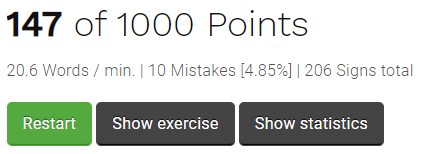 147 of 1000 Points
20.6 Words / min. | 10 Mistakes [4.85%] | 206 Signs total
Restart Show exercise Show statistics